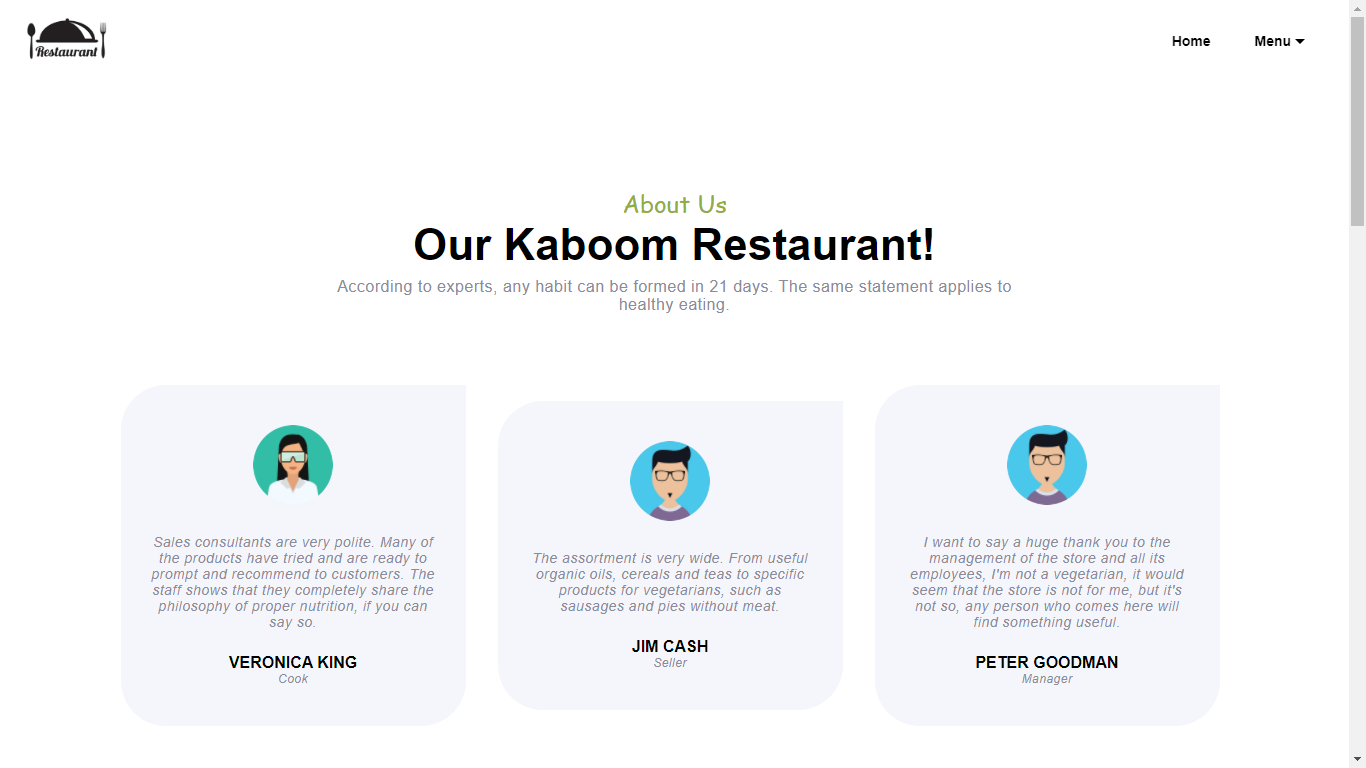 Restaurant
Home
Menu
About Us
Our Kaboom Restaurant!
According to experts, any habit can be formed in 21 days. The same statement applies to
healthy eating.
Sales consultants are very polite. Many of
the products have tried and are ready to
prompt and recommend to customers. The
staff shows that they completely share the
philosophy of proper nutrition, if you can
say so.
VERONICA KING
Cook
The assortment is very wide. From useful
organic oils, cereals and teas to specific
products for vegetarians, such as
sausages and pies without meat.
JIM CASH
Seller
I want to say a huge thank you to the
management of the store and all its
employees, I'm not a vegetarian, it would
seem that the store is not for me, but it's
not so, any person who comes here will
find something useful.
PETER GOODMAN
Manager